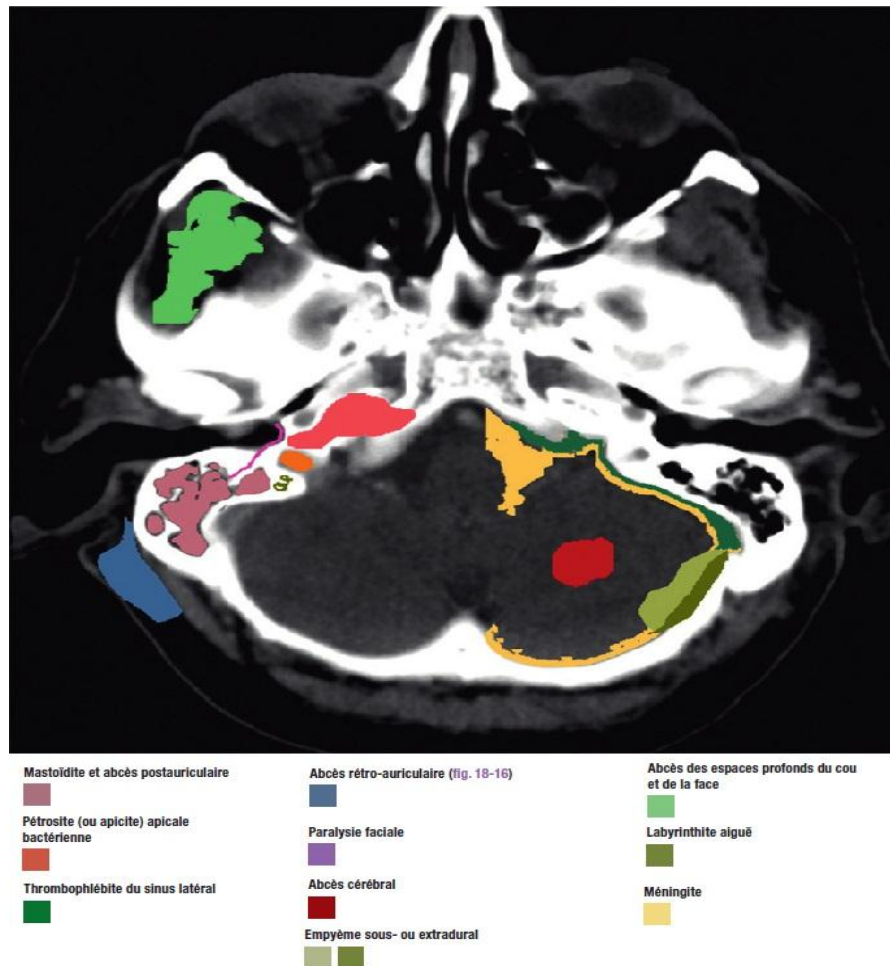 Mastoïdite et abcès postauriculaire
Pétrosite (ou apicite) apicale
bactérienne
Thrombophlébite du sinus latéral
Abcès rétro-auriculaire (fig. 18-16)
Paralysie faciale
Abcès cérébral
Empyème sous- ou extradural
Abcès des espaces profonds du cou
et de la face
Labyrinthite aiguë
Méningite